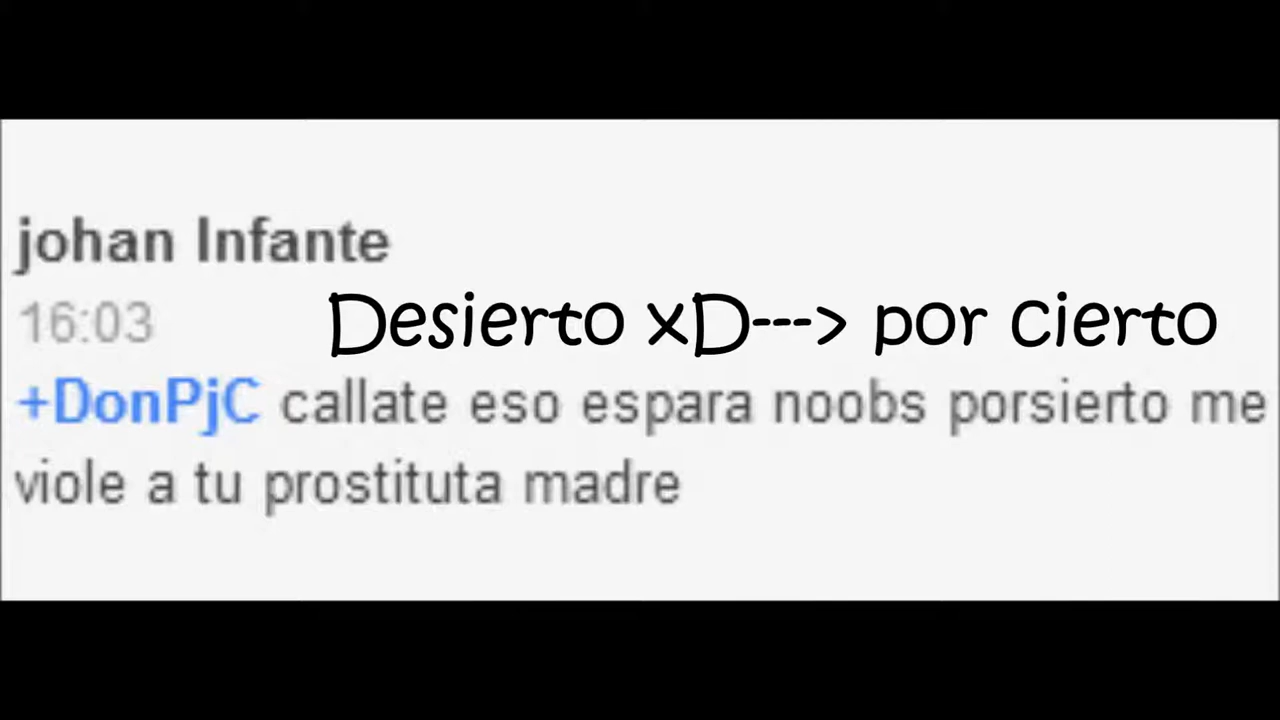 johan Infante
16:03
Desierto xD---> por cierto
+DonPjC callate eso espara noobs porsierto me
viole a tu prostituta madre